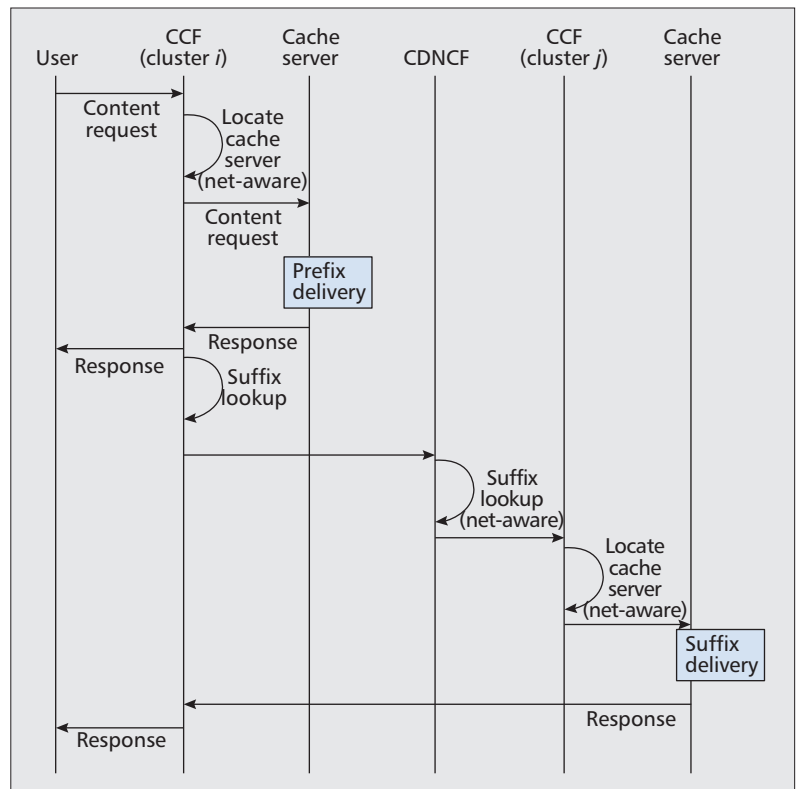 User
CCF
(cluster i)
Cache
server
CDNCF
CCF
(cluster j)
Cache
server
Content
request
Locate
cache
server
(net-aware)
Content
request
Prefix
delivery
Response
Response
Suffix
lookup
Suffix
lookup
(net-aware)
Locate
cache
server
(net-aware)
Suffix
delivery
Response
Response